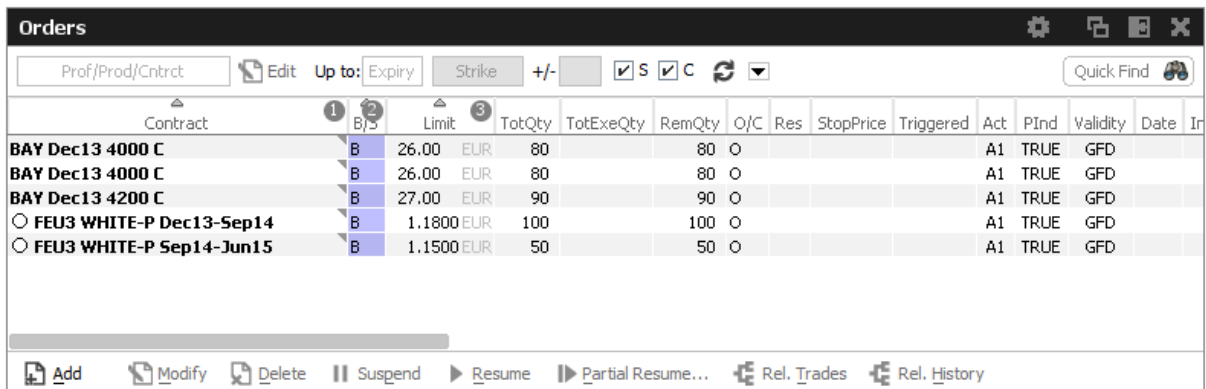 Orders
Prof/Prod/Cntrct Edit Up to: Expiry Strike +/- S C Quick Find
Contract 1 B/S 2 Limit 3 TotQty TotExeQty RemQty O/C Res StopPrice Triggered Act PInd Validity Date In
BAY Dec13 4000 C B 26.00 EUR 80 80 O A1 TRUE GFD
BAY Dec13 4000 C B 26.00 EUR 80 80 O A1 TRUE GFD
BAY Dec13 4200 C B 27.00 EUR 90 90 O A1 TRUE GFD
FEU3 WHITE-P Dec13-Sep14 B 1.1800 EUR 100 100 O A1 TRUE GFD
FEU3 WHITE-P Sep14-Jun15 B 1.1500 EUR 50 50 O A1 TRUE GFD
Add Modify Delete Suspend Resume Partial Resume... Rel. Trades Rel. History